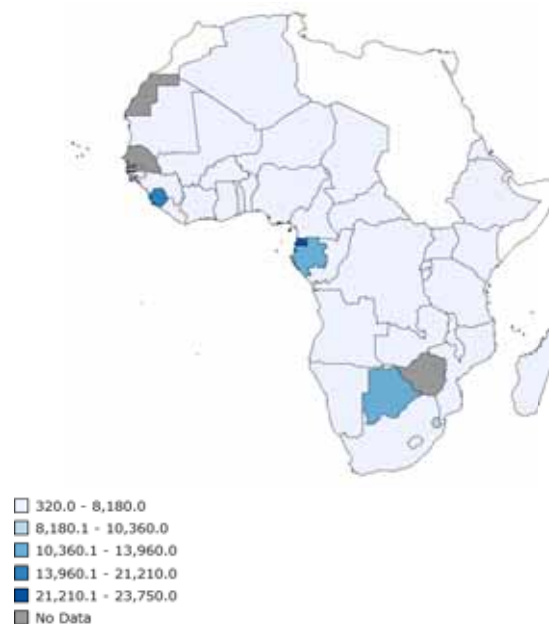 320.0 - 8,180.0
8,180.1 - 10,360.0
10,360.1 - 13,960.0
13,960.1 - 21,210.0
21,210.1 - 23,750.0
No Data